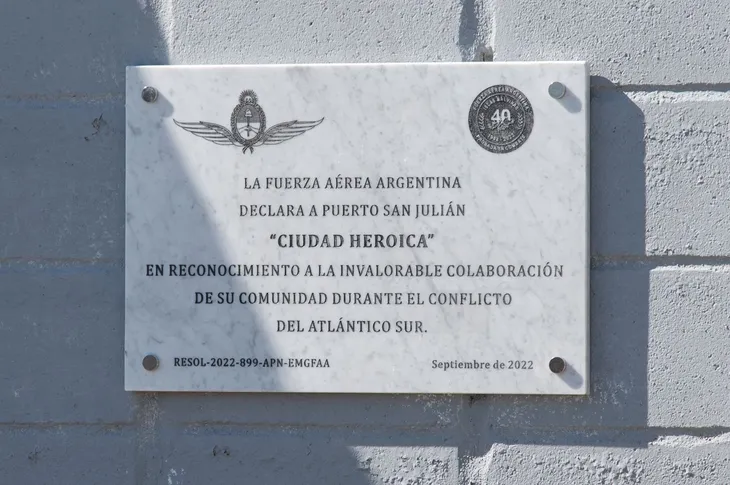 40
LA FUERZA AÉREA ARGENTINA
DECLARA A PUERTO SAN JULIÁN
“CIUDAD HEROICA”
EN RECONOCIMIENTO A LA INVALORABLE COLABORACIÓN
DE SU COMUNIDAD DURANTE EL CONFLICTO
DEL ATLÁNTICO SUR.
RESOL-2022-899-APN-EMGFAA
Septiembre de 2022